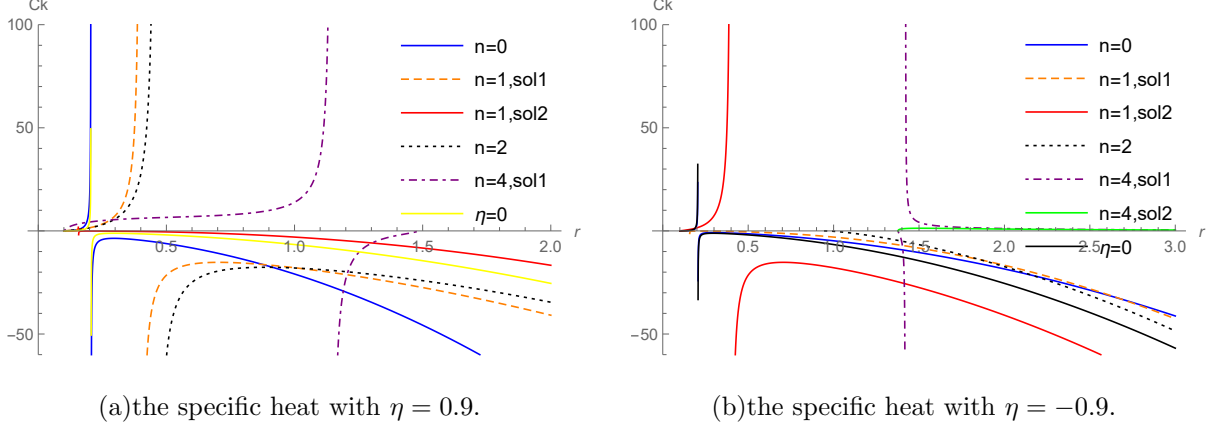 Ck
100
50
-50
0.5
1.0
1.5
2.0
r
n=0
n=1,sol1
n=1,sol2
n=2
n=4,sol1
η=0
(a)the specific heat with η = 0.9.
Ck
100
50
-50
0.5
1.0
1.5
2.0
2.5
3.0
r
n=0
n=1,sol1
n=1,sol2
n=2
n=4,sol1
n=4,sol2
η=0
(b)the specific heat with η = −0.9.